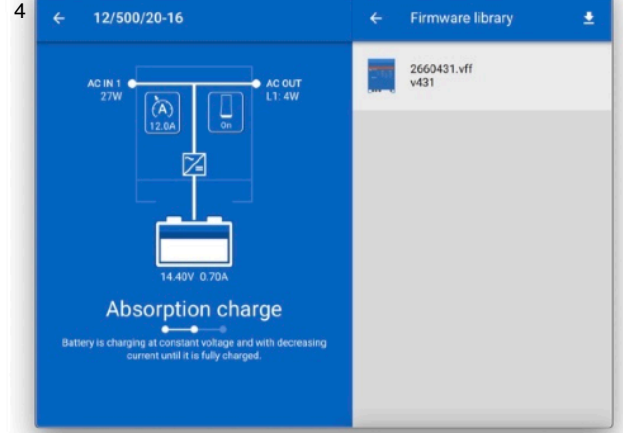 4
12/500/20-16
AC IN 1
27W
12.0A
AC OUT
L1: 4W
On
14.40V 0.70A
Absorption charge
Battery is charging at constant voltage and with decreasing
current until it is fully charged.
Firmware library
2660431.vff
v431